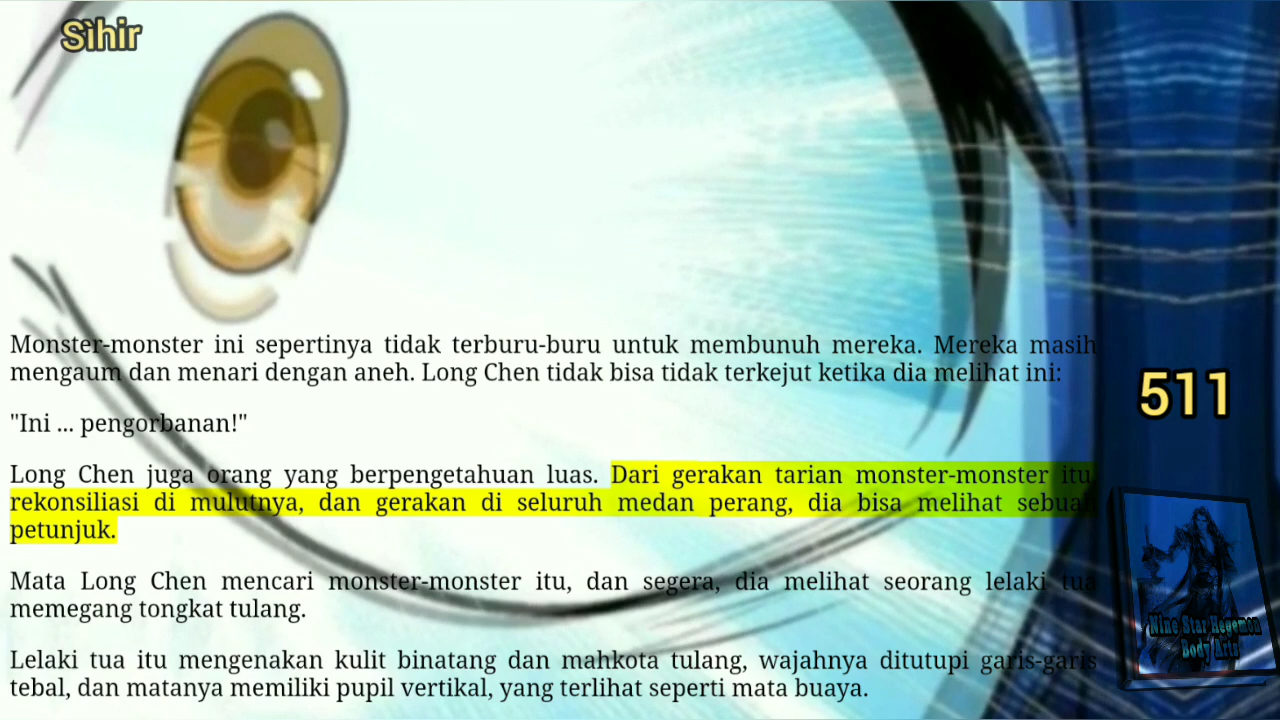 Sìhir
Monster-monster ini sepertinya tidak terburu-buru untuk membunuh mereka. Mereka masih
mengaum dan menari dengan aneh. Long Chen tidak bisa tidak terkejut ketika dia melihat ini:
"Ini ... pengorbanan!"
Long Chen juga orang yang berpengetahuan luas. Dari gerakan tarian monster-monster itu,
rekonsiliasi di mulutnya, dan gerakan di seluruh medan perang, dia bisa melihat sebuah
petunjuk.
Mata Long Chen mencari monster-monster itu, dan segera, dia melihat seorang lelaki tua
memegang tongkat tulang.
Lelaki tua itu mengenakan kulit binatang dan mahkota tulang, wajahnya ditutupi garis-garis
tebal, dan matanya memiliki pupil vertikal, yang terlihat seperti mata buaya.
511
Nine Star Hegemon
Body Arts